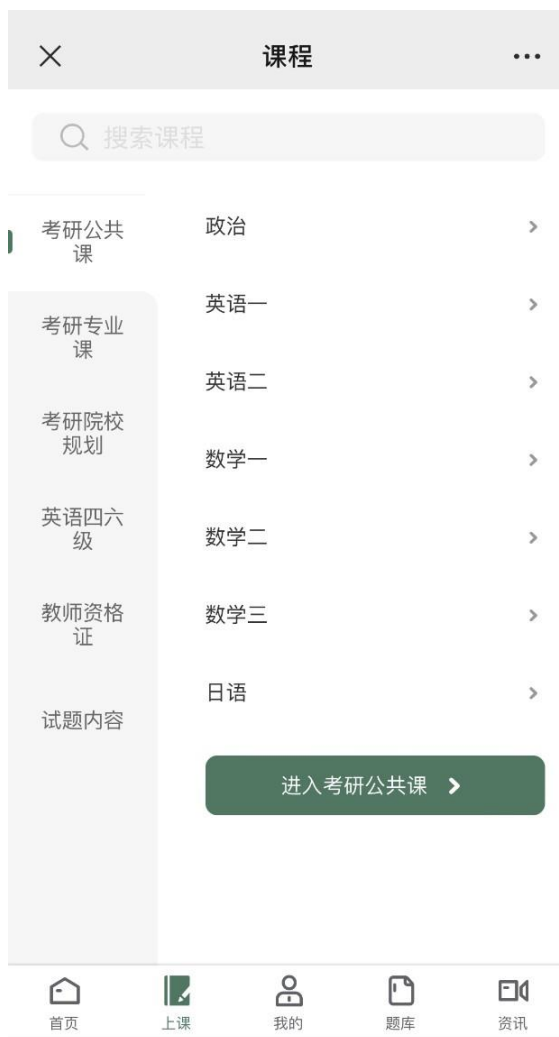 课程
搜索课程
考研公共
课
考研专业
课
考研院校
规划
英语四六
级
教师资格
证
试题内容
政治
英语一
英语二
数学一
数学二
数学三
日语
进入考研公共课
首页
上课
我的
题库
资讯